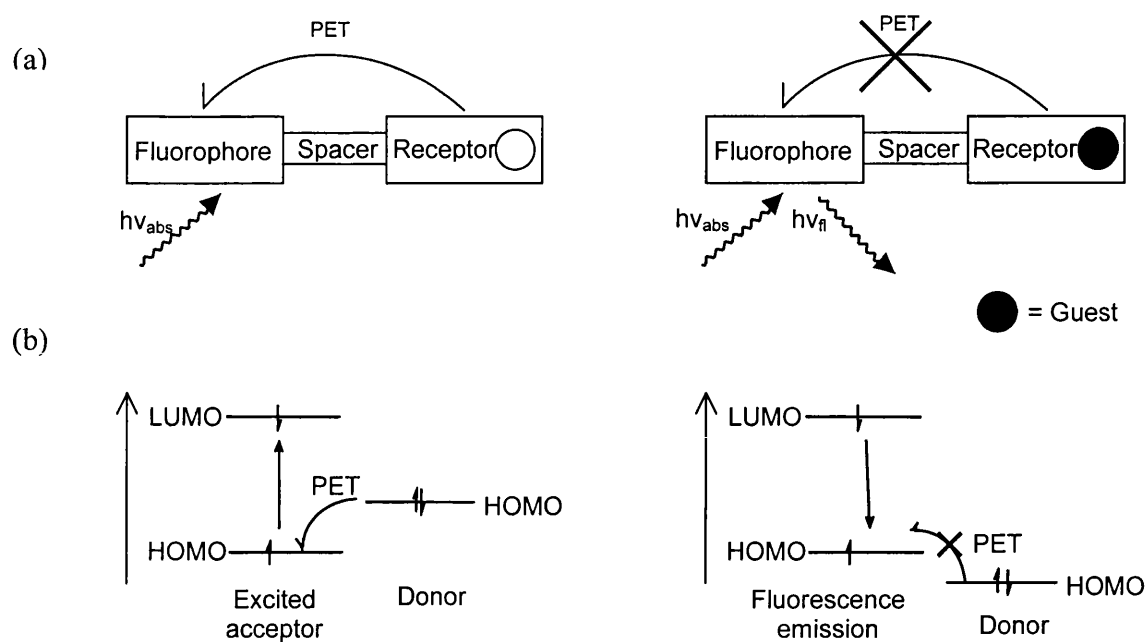 (a)
PET
Fluorophore Spacer Receptor
hν_abs
PET
Fluorophore Spacer Receptor
hν_abs hν_fl
= Guest
(b)
LUMO
PET
HOMO
HOMO
Excited
acceptor
Donor
LUMO
HOMO
PET
HOMO
Fluorescence
emission
Donor